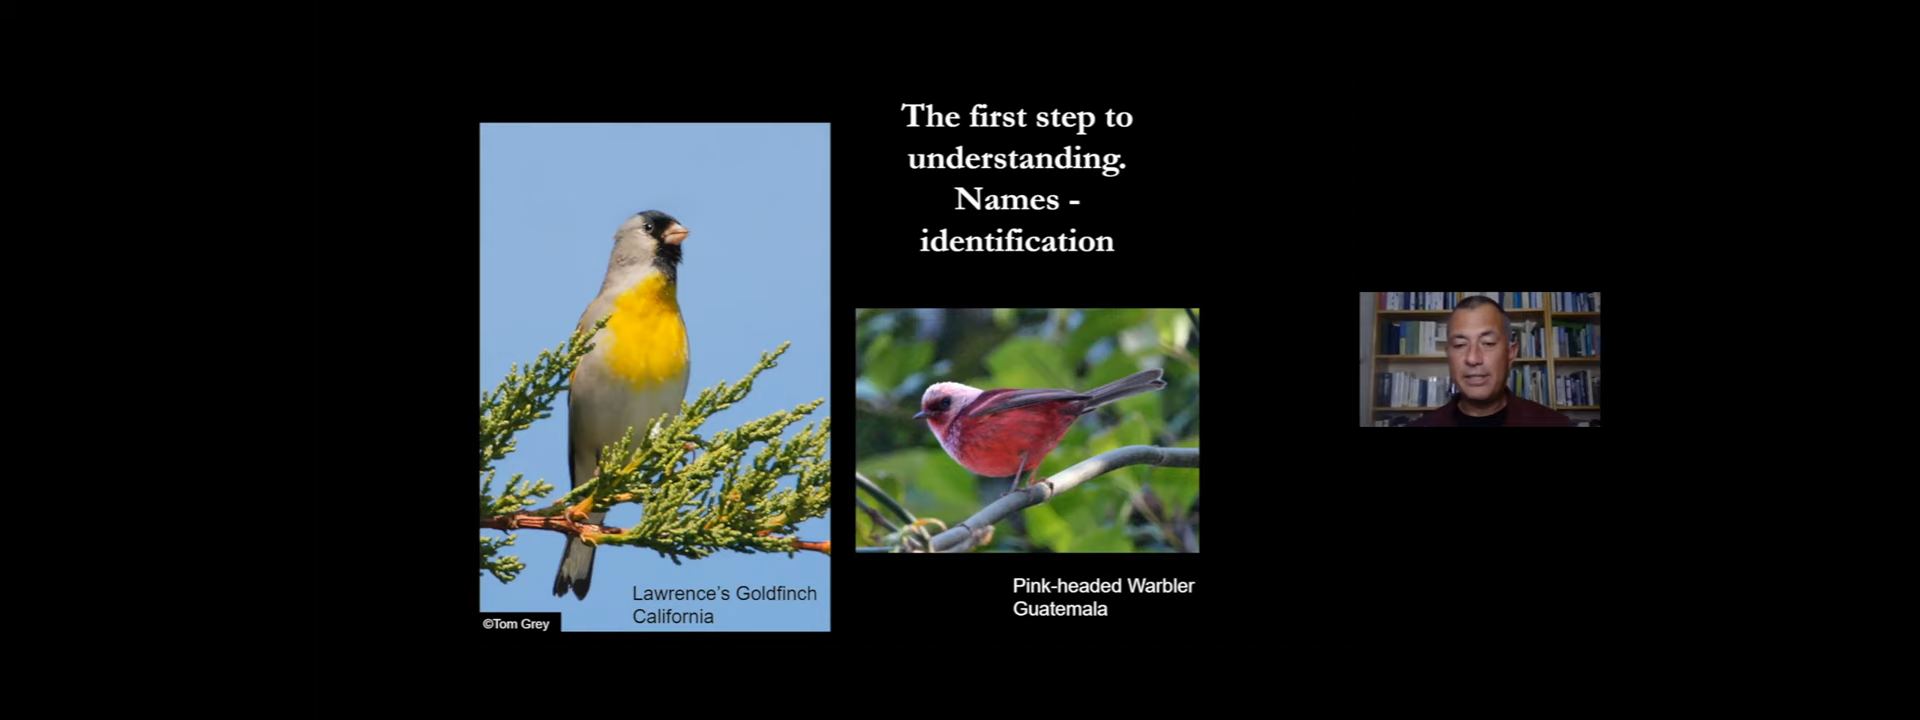 The first step to
understanding.
Names -
identification
Lawrence’s Goldfinch
California
©Tom Grey
Pink-headed Warbler
Guatemala